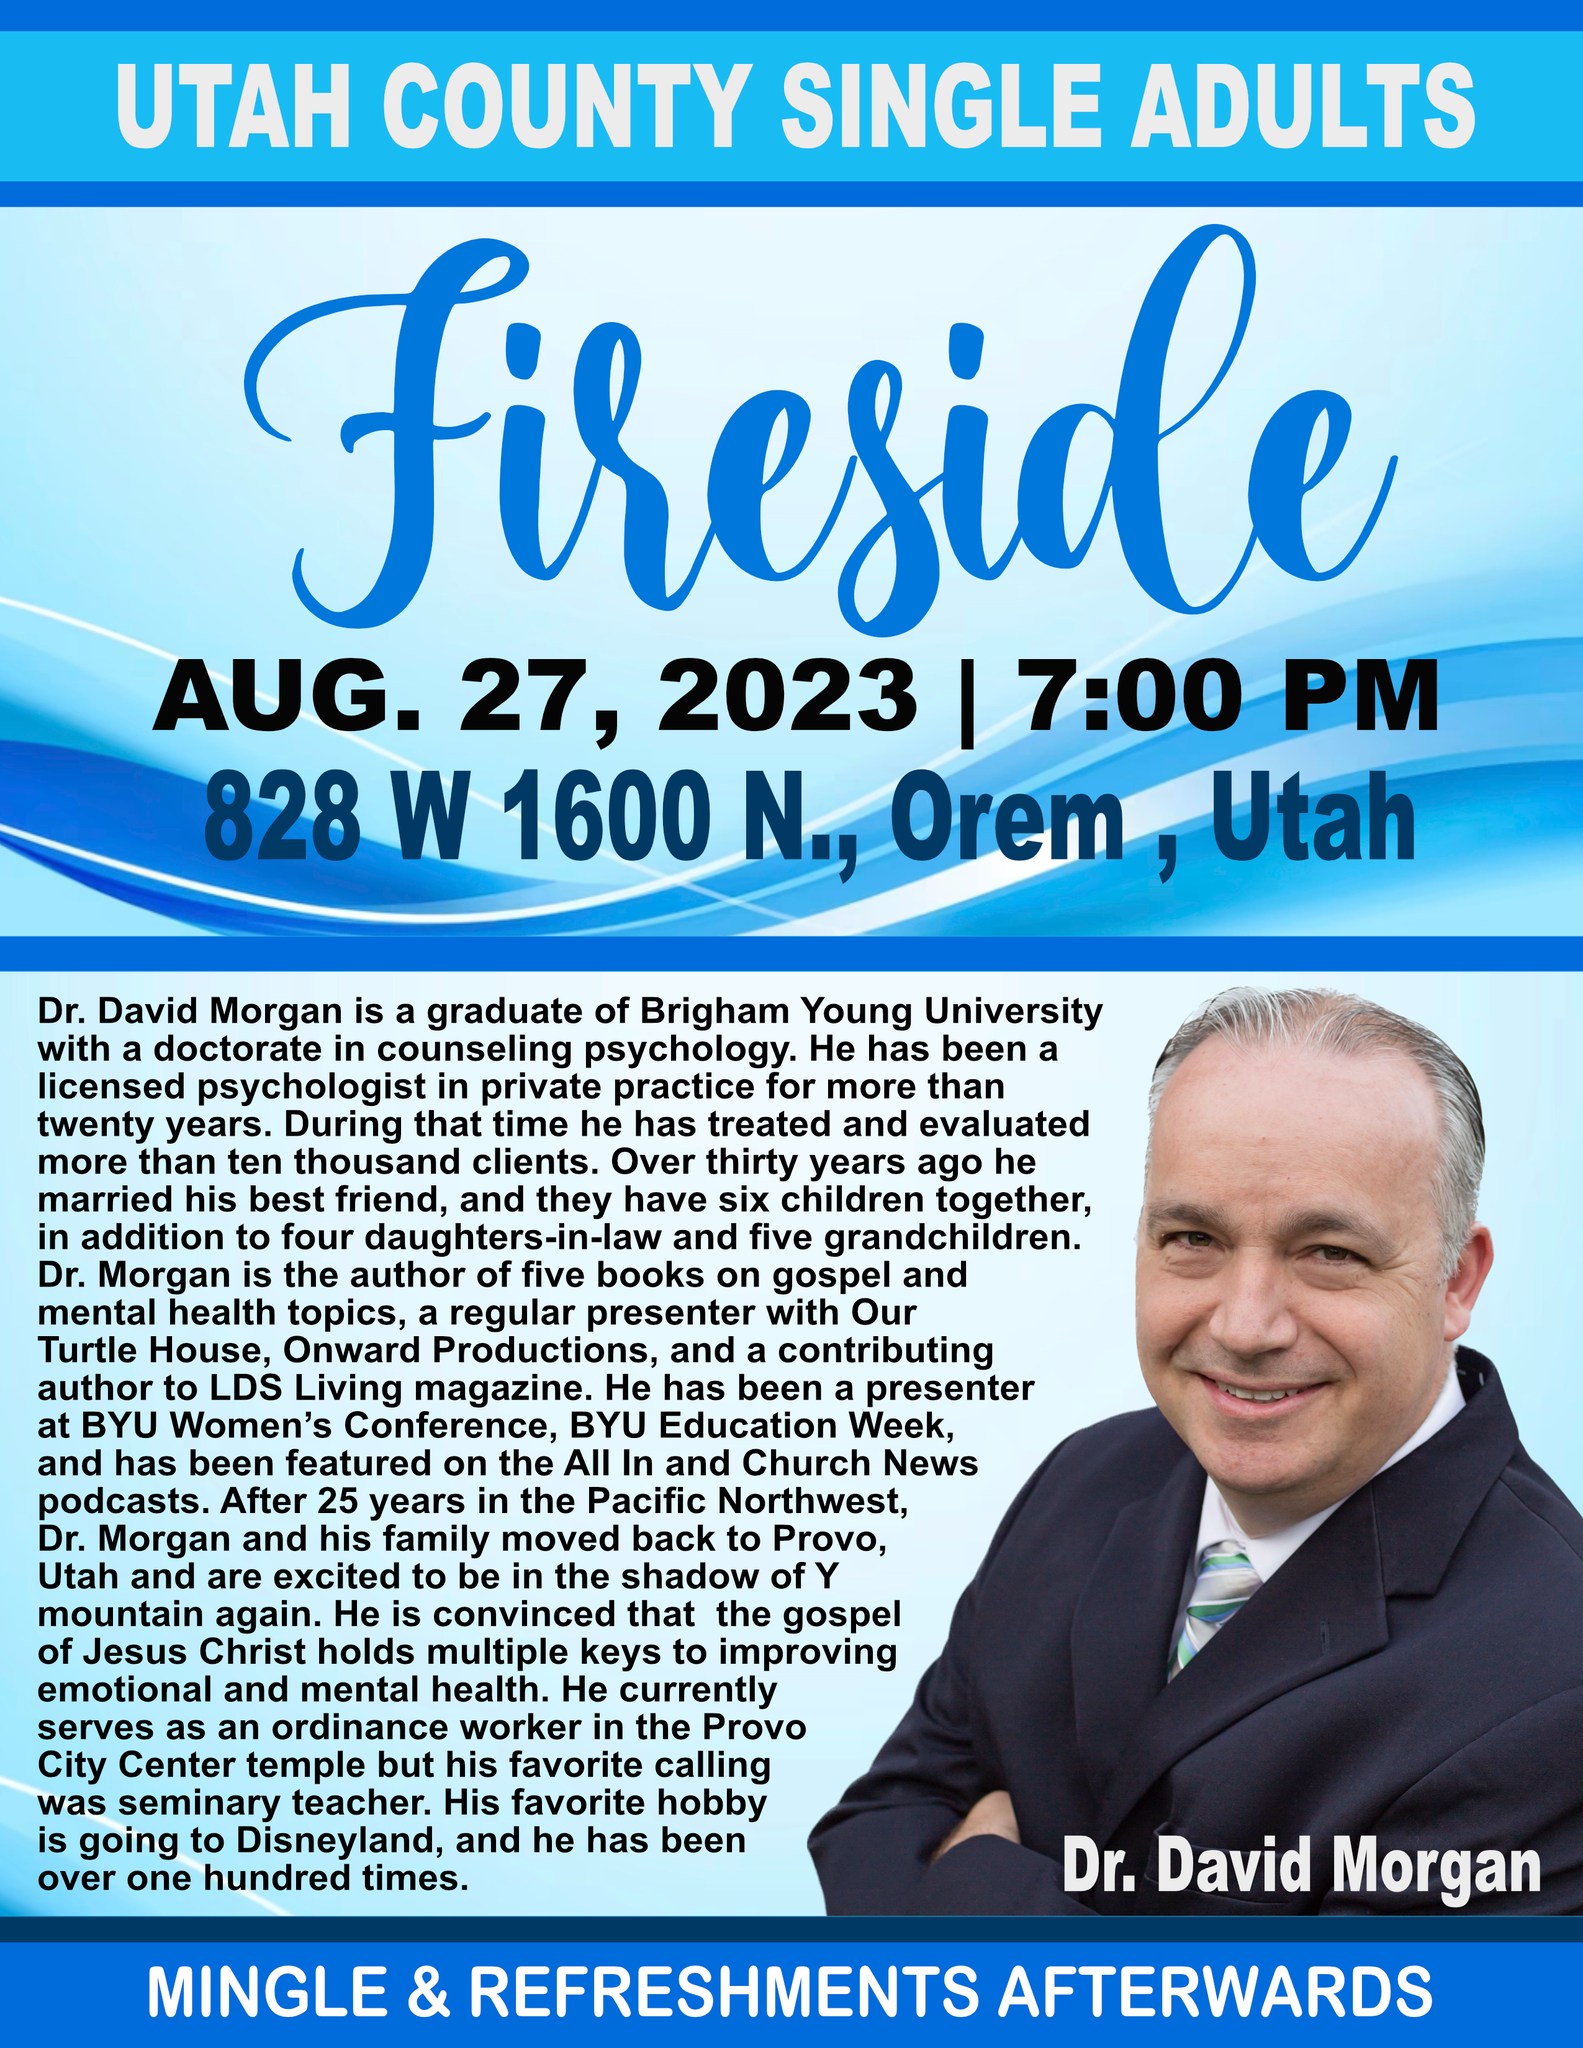 UTAH COUNTY SINGLE ADULTS
Fireside
AUG. 27, 2023 | 7:00 PM
828 W 1600 N., Orem , Utah
Dr. David Morgan is a graduate of Brigham Young University
with a doctorate in counseling psychology. He has been a
licensed psychologist in private practice for more than
twenty years. During that time he has treated and evaluated
more than ten thousand clients. Over thirty years ago he
married his best friend, and they have six children together,
in addition to four daughters-in-law and five grandchildren.
Dr. Morgan is the author of five books on gospel and
mental health topics, a regular presenter with Our
Turtle House, Onward Productions, and a contributing
author to LDS Living magazine. He has been a presenter
at BYU Women’s Conference, BYU Education Week,
and has been featured on the All In and Church News
podcasts. After 25 years in the Pacific Northwest,
Dr. Morgan and his family moved back to Provo,
Utah and are excited to be in the shadow of Y
mountain again. He is convinced that  the gospel
of Jesus Christ holds multiple keys to improving
emotional and mental health. He currently
serves as an ordinance worker in the Provo
City Center temple but his favorite calling
was seminary teacher. His favorite hobby
is going to Disneyland, and he has been
over one hundred times.
Dr. David Morgan
MINGLE & REFRESHMENTS AFTERWARDS